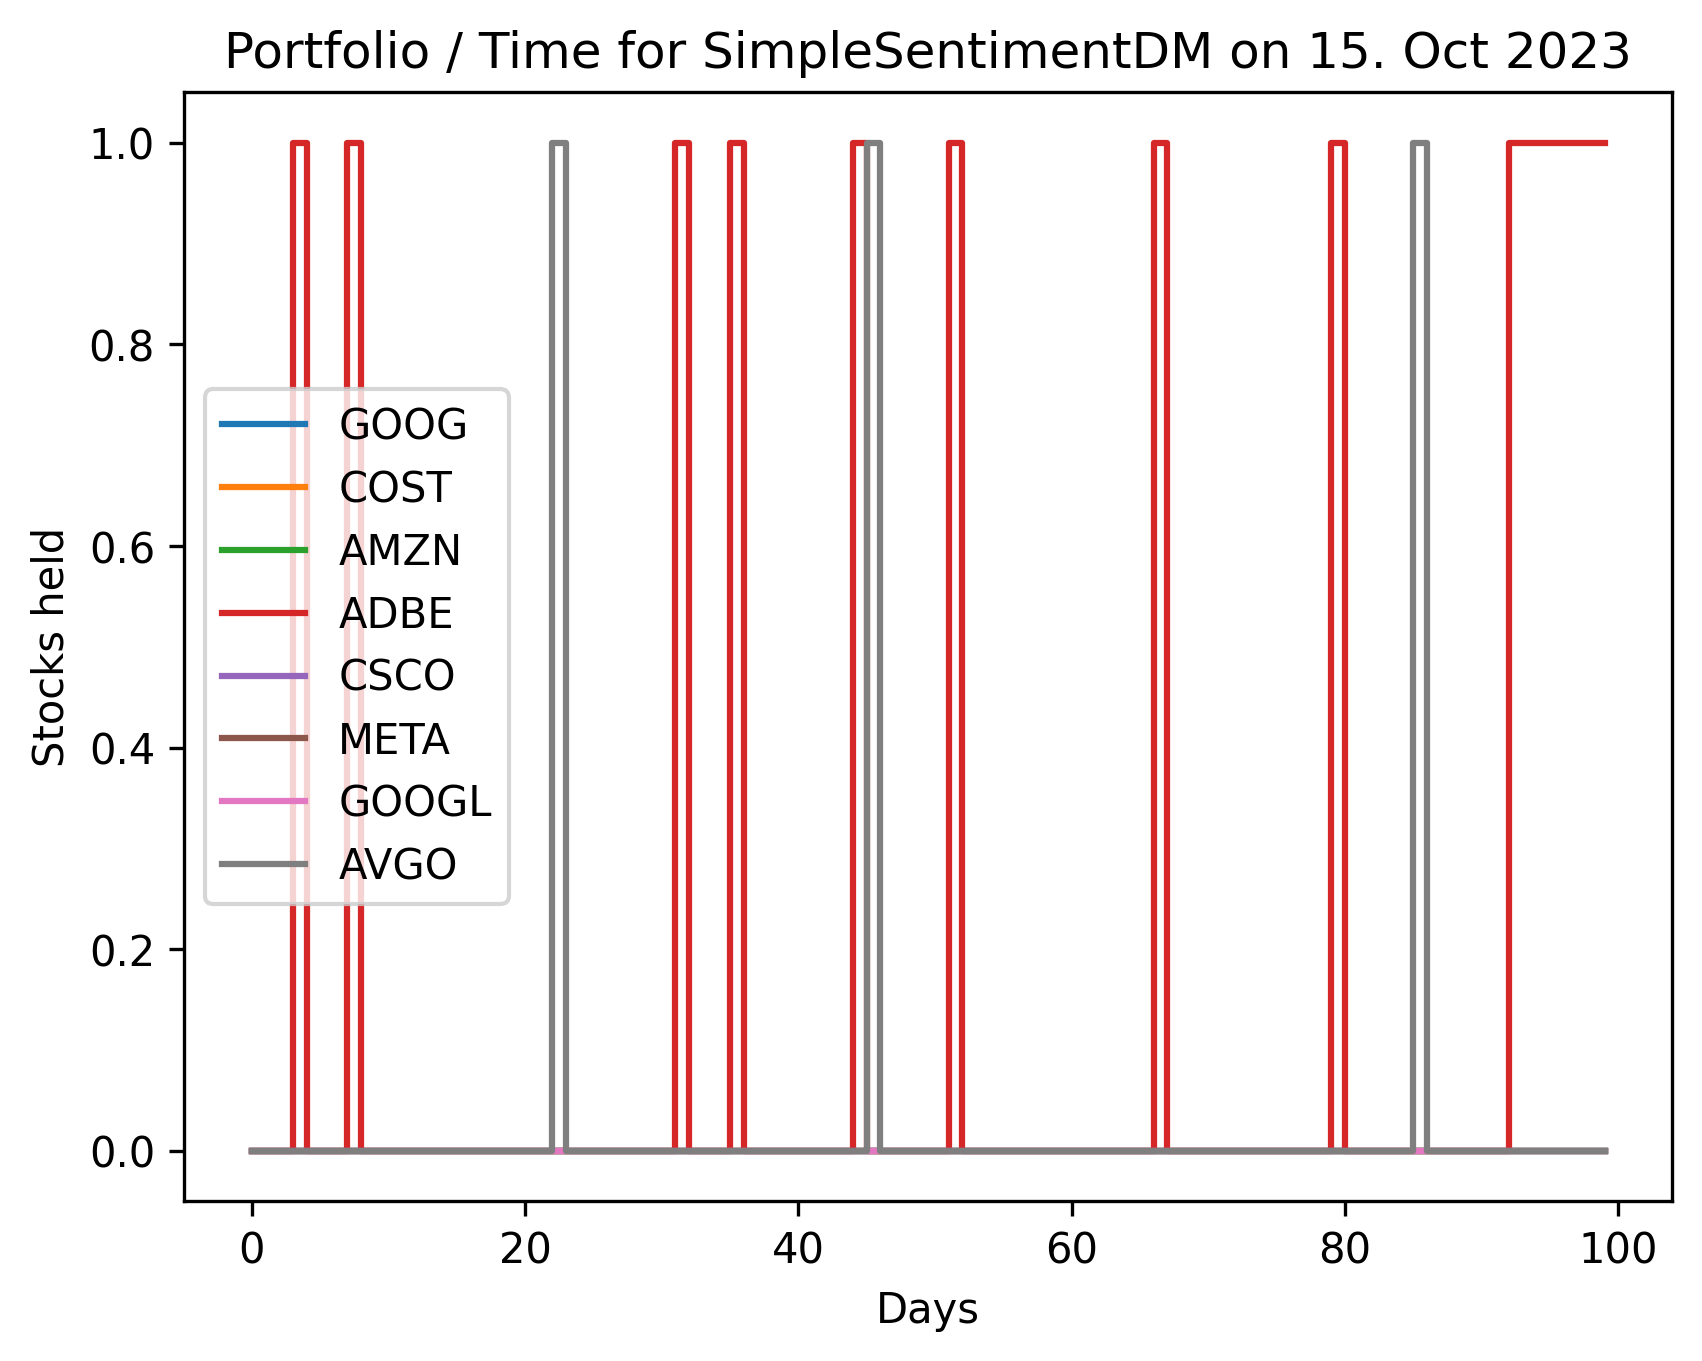 Portfolio / Time for SimpleSentimentDM on 15. Oct 2023
1.0
0.8
0.6
0.4
0.2
0.0
Stocks held
GOOG
COST
AMZN
ADBE
CSCO
META
GOOGL
AVGO
0 20 40 60 80 100
Days